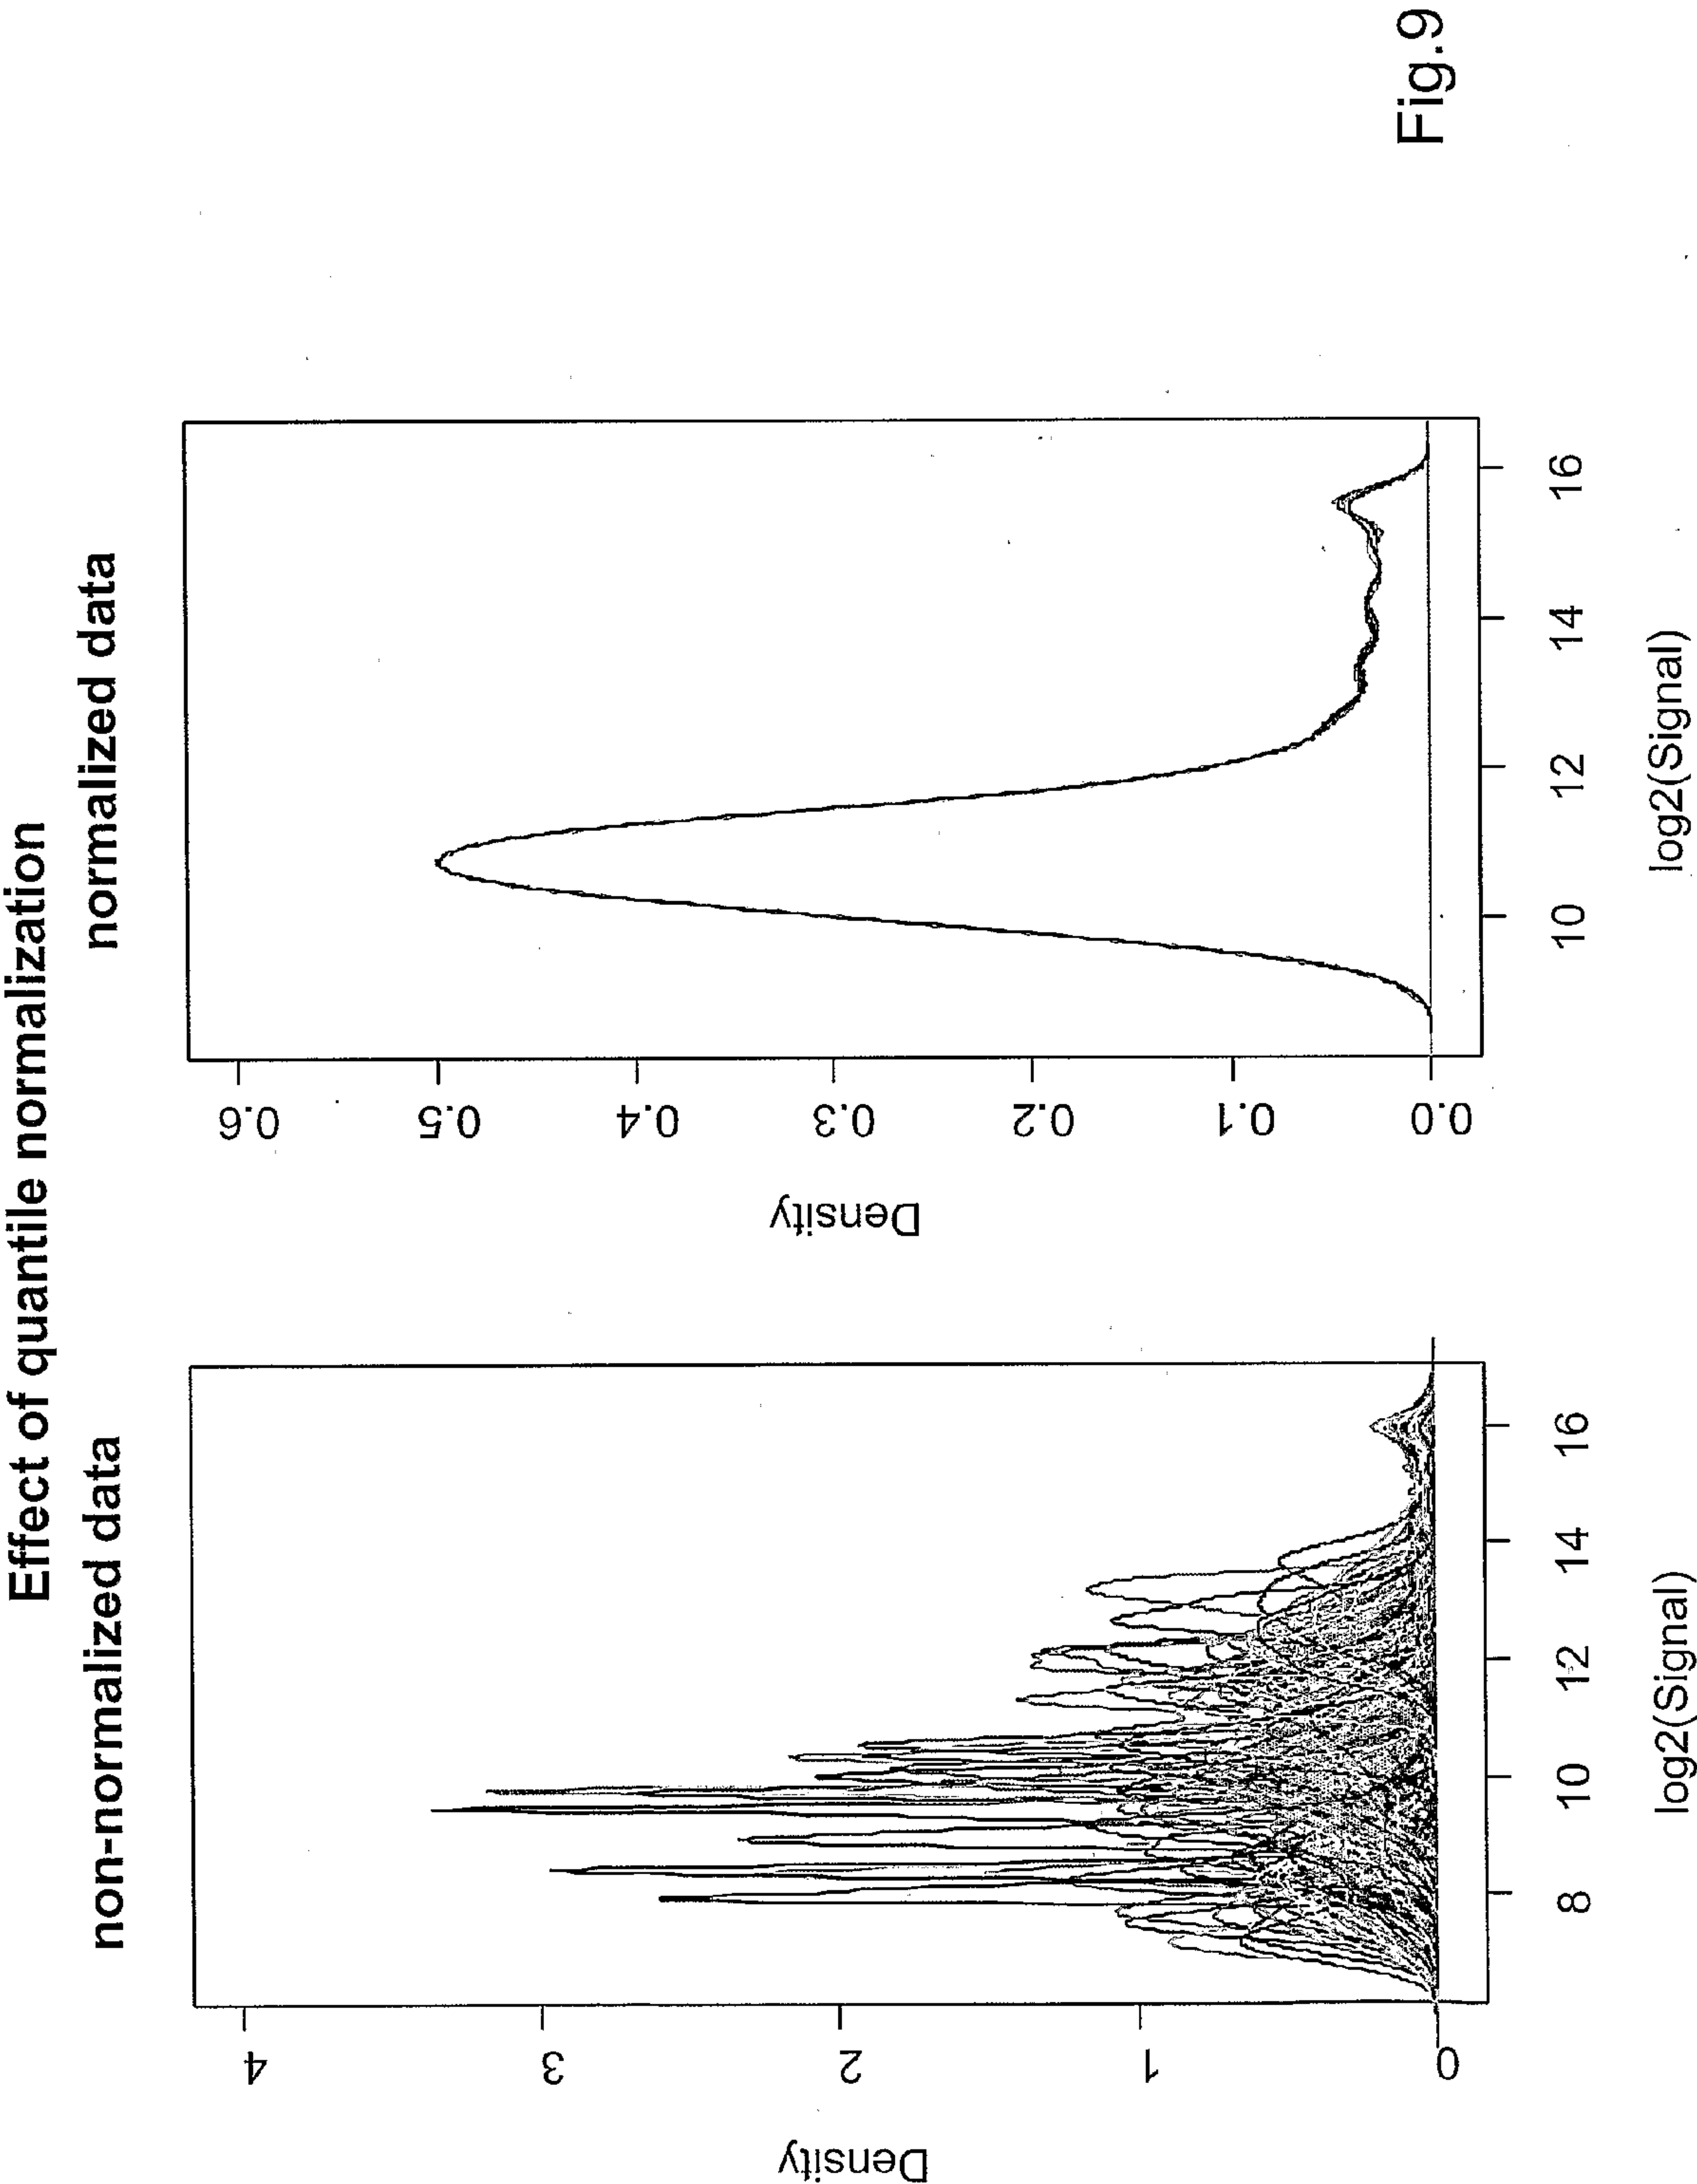 Effect of quantile normalization
non-normalized data
Density
4
3
2
1
0
8
10
12
14
16
log2(Signal)
normalized data
Density
0.6
0.5
0.4
0.3
0.2
0.1
0.0
10
12
14
16
log2(Signal)
Fig.9